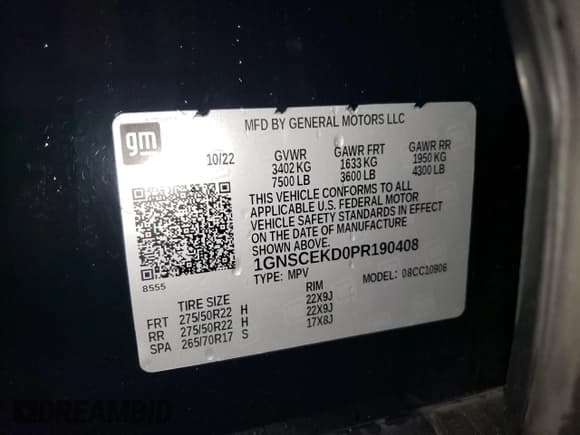 MFD BY GENERAL MOTORS LLC
gm
10/22
GVWR GAWR FRT GAWR RR
3402 KG 1633 KG 1950 KG
7500 LB 3600 LB 4300 LB
THIS VEHICLE CONFORMS TO ALL
APPLICABLE U.S. FEDERAL MOTOR
VEHICLE SAFETY STANDARDS IN EFFECT
ON THE DATE OF MANUFACTURE
SHOWN ABOVE.
1GNSCEKD0PR190408
8555
TYPE: MPV MODEL: 08CC10906
TIRE SIZE RIM
FRT 275/50R22 H 22X9J
RR 275/50R22 H 22X9J
SPA 265/70R17 S 17X8J
DREAMBID